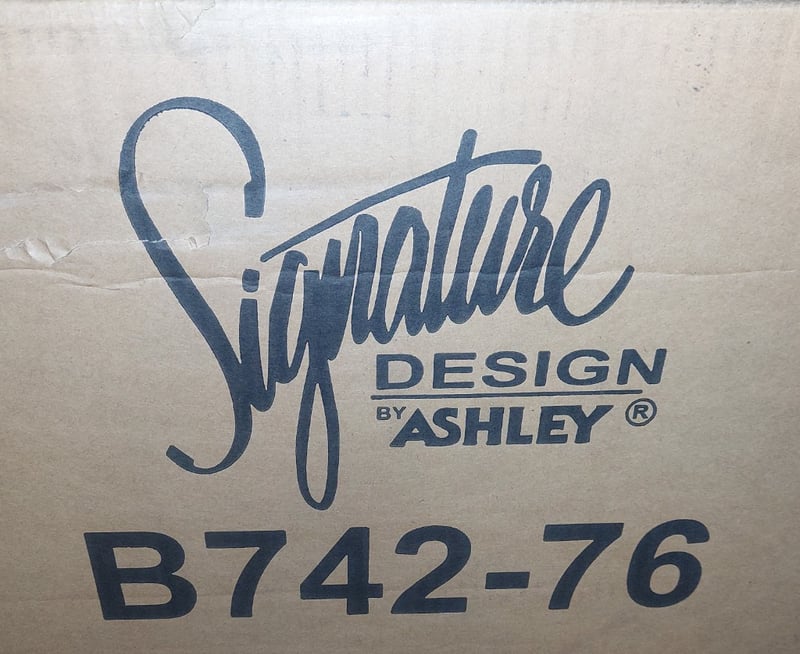 Signature
DESIGN
BY ASHLEY ®
B742-76